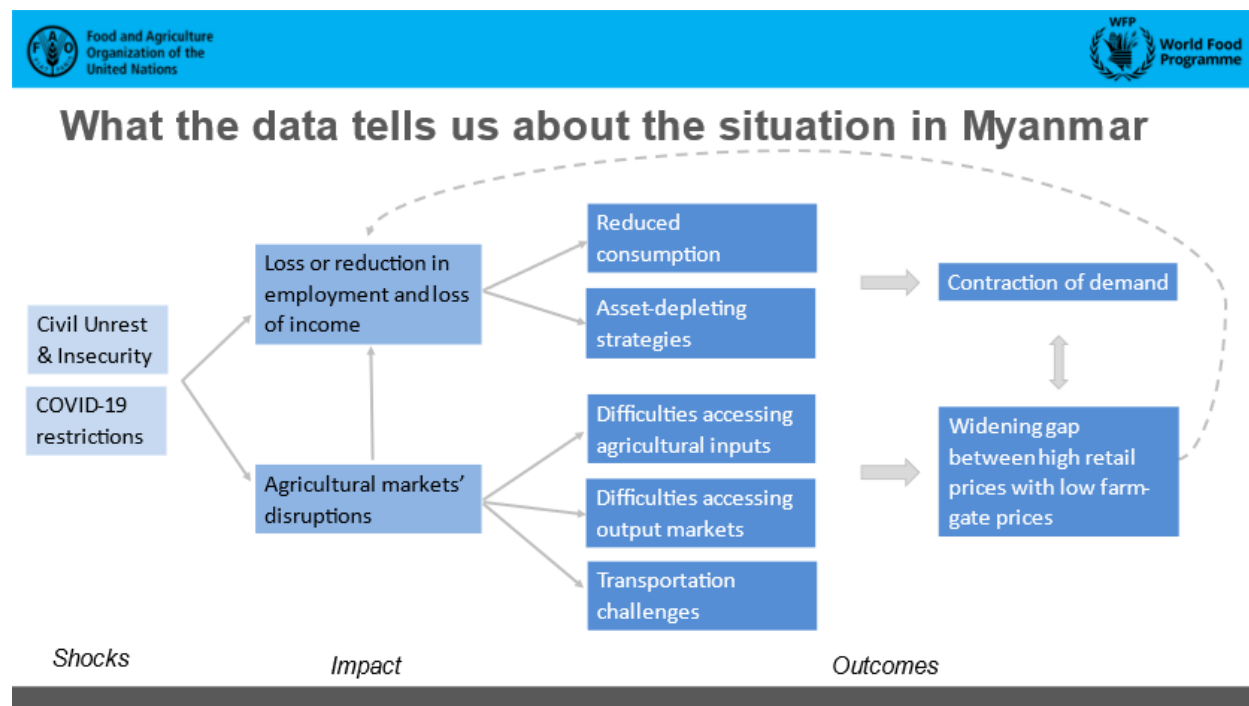 Food and Agriculture
Organization of the
United Nations
F A O
WFP
World Food
Programme
What the data tells us about the situation in Myanmar
Civil Unrest
& Insecurity
COVID-19
restrictions
Loss or reduction in
employment and loss
of income
Agricultural markets’
disruptions
Reduced
consumption
Asset-depleting
strategies
Difficulties accessing
agricultural inputs
Difficulties accessing
output markets
Transportation
challenges
Contraction of demand
Widening gap
between high retail
prices with low farm-
gate prices
Shocks
Impact
Outcomes